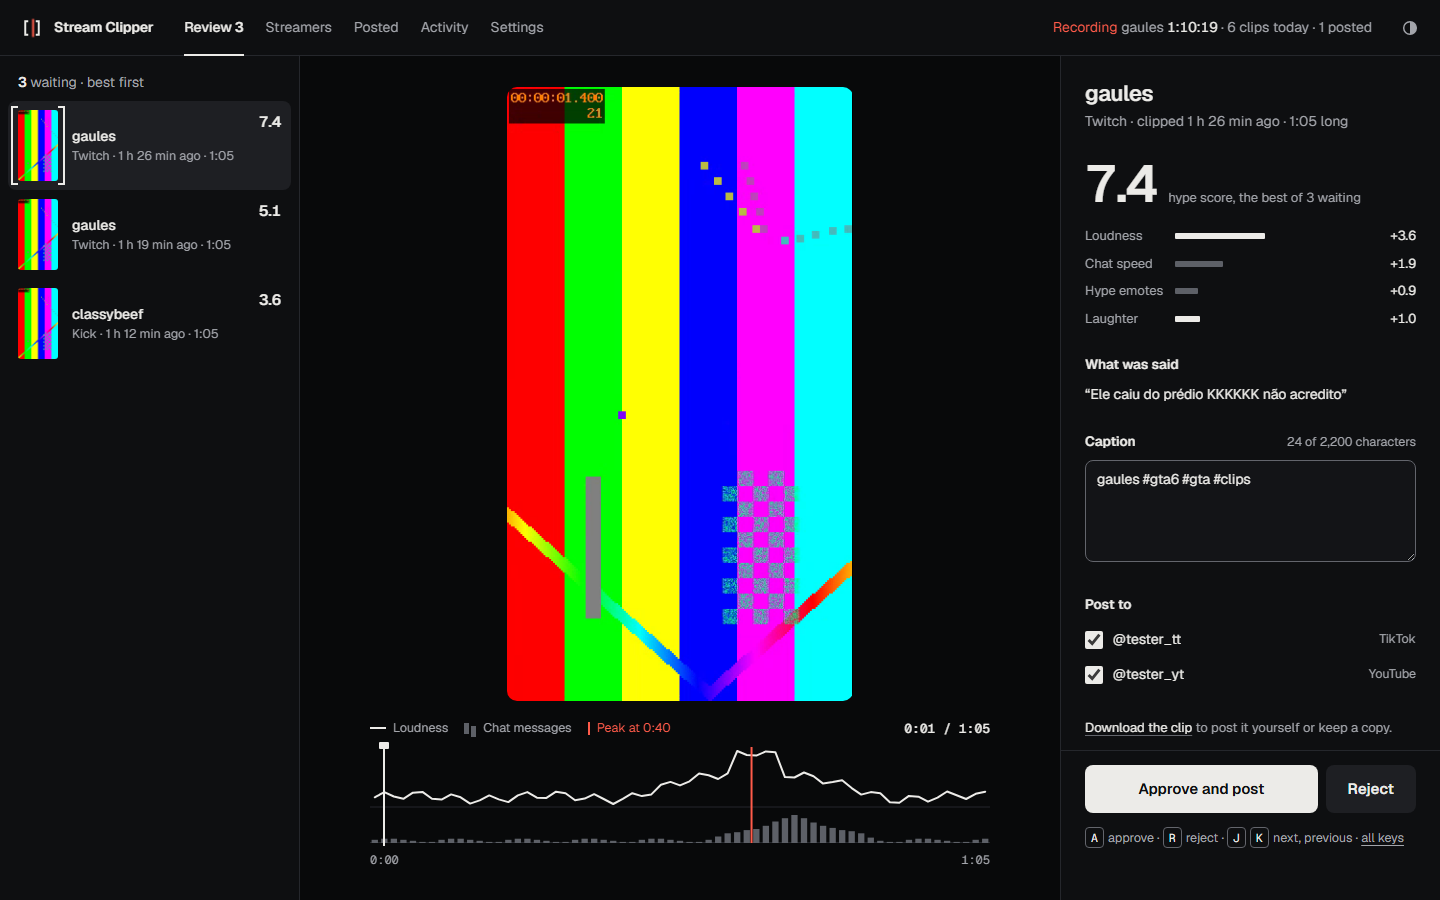 Stream Clipper
Review 3
Streamers
Posted
Activity
Settings
Recording gaules 1:10:19 · 6 clips today · 1 posted
3 waiting · best first
gaules
7.4
Twitch · 1 h 26 min ago · 1:05
gaules
5.1
Twitch · 1 h 19 min ago · 1:05
classybeef
3.6
Kick · 1 h 12 min ago · 1:05
00:00:01.400
21
Loudness
Chat messages
Peak at 0:40
0:01 / 1:05
0:00
1:05
gaules
Twitch · clipped 1 h 26 min ago · 1:05 long
7.4 hype score, the best of 3 waiting
Loudness +3.6
Chat speed +1.9
Hype emotes +0.9
Laughter +1.0
What was said
“Ele caiu do prédio KKKKKK não acredito”
Caption
24 of 2,200 characters
gaules #gta6 #gta #clips
Post to
@tester_tt TikTok
@tester_yt YouTube
Download the clip to post it yourself or keep a copy.
Approve and post
Reject
A approve · R reject · J K next, previous · all keys